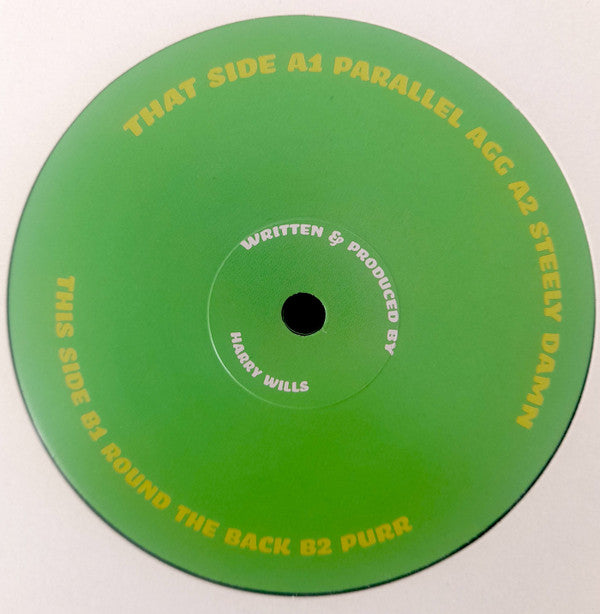 THAT SIDE A1 PARALLEL AGG A2 STEELY DAMN
THIS SIDE B1 ROUND THE BACK B2 PURR
WRITTEN & PRODUCED BY
HARRY WILLS